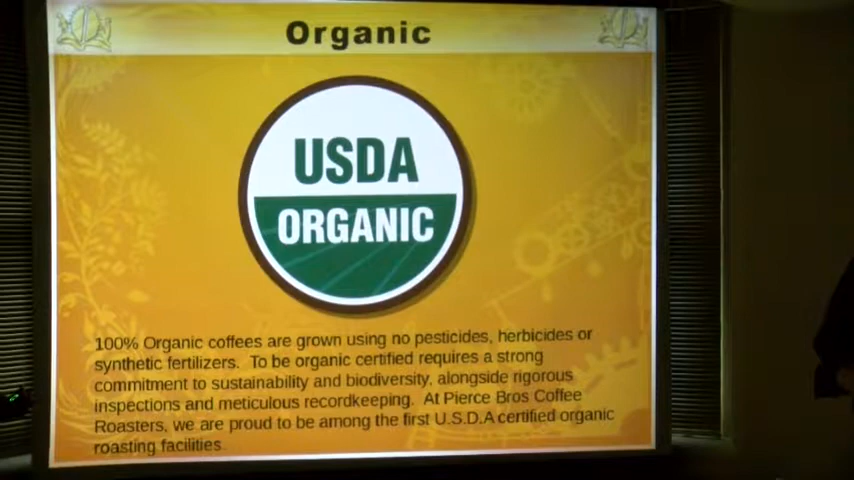 Organic
USDA
ORGANIC
100% Organic coffees are grown using no pesticides, herbicides or
synthetic fertilizers.  To be organic certified requires a strong
commitment to sustainability and biodiversity, alongside rigorous
inspections and meticulous recordkeeping.  At Pierce Bros Coffee
Roasters, we are proud to be among the first U.S.D.A certified organic
roasting facilities.